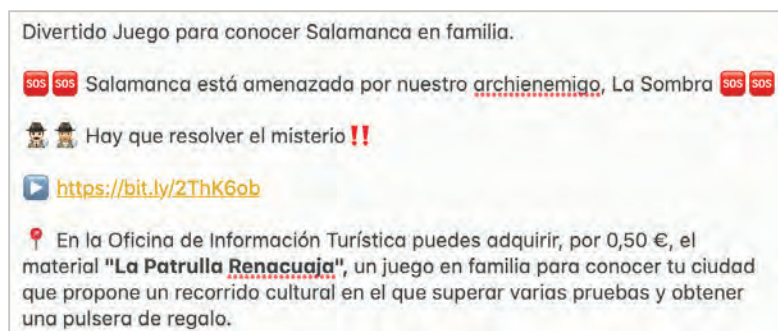 Divertido Juego para conocer Salamanca en familia.
🆘🆘 Salamanca está amenazada por nuestro archienemigo, La Sombra 🆘🆘
🕵🏻‍♂️🕵🏼‍♂️ Hay que resolver el misterio‼️
▶️ https://bit.ly/2ThK6ob
📍 En la Oficina de Información Turística puedes adquirir, por 0,50 €, el
material "La Patrulla Renacuaja", un juego en familia para conocer tu ciudad
que propone un recorrido cultural en el que superar varias pruebas y obtener
una pulsera de regalo.